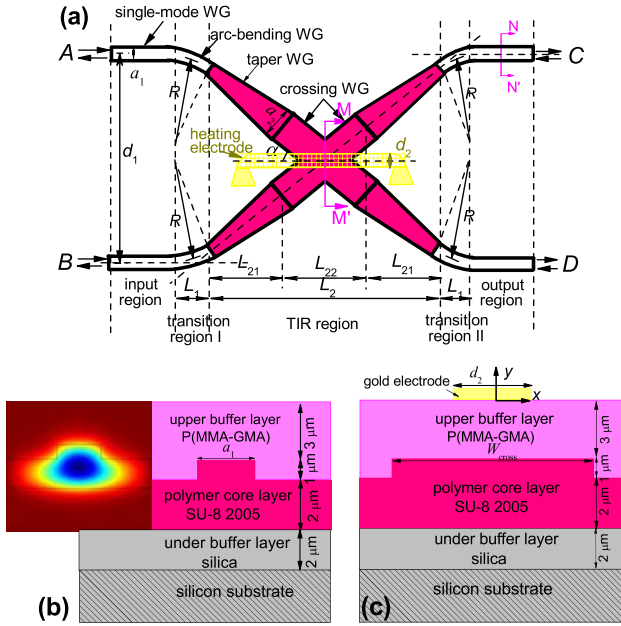 (a)
single-mode WG
arc-bending WG
taper WG
crossing WG
A
B
C
D
N
N'
M
M'
a1
a2
d1
d2
R
R
R
R
α
heating
electrode
L21
L22
L21
L1
L2
L1
input
region
transition
region I
TIR region
transition
region II
output
region
upper buffer layer
P(MMA-GMA)
a1
polymer core layer
SU-8 2005
under buffer layer
silica
silicon substrate
3 μm
1 μm
2 μm
2 μm
(b)
y
x
d2
gold electrode
upper buffer layer
P(MMA-GMA)
Wcross
polymer core layer
SU-8 2005
under buffer layer
silica
silicon substrate
3 μm
1 μm
2 μm
2 μm
(c)